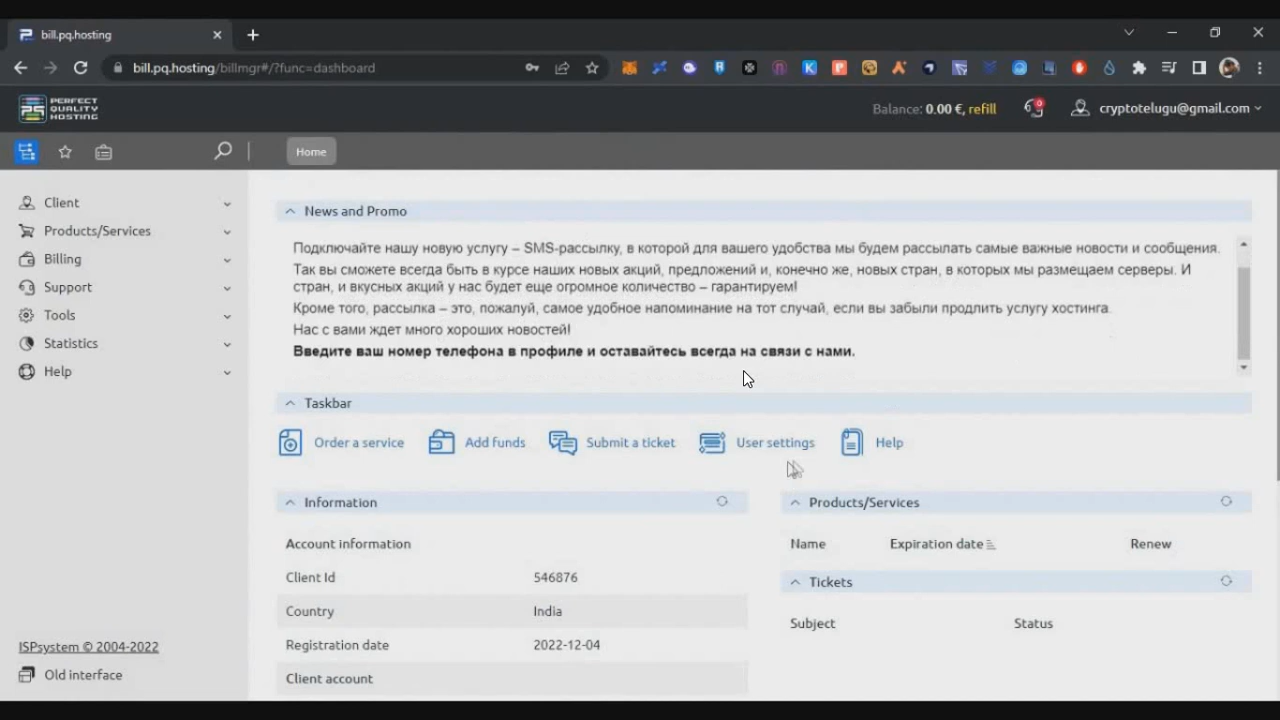 bill.pq.hosting
bill.pq.hosting/billmgr#/?func=dashboard
PERFECT
QUALITY
HOSTING
Balance: 0.00 €, refill
0
cryptotelugu@gmail.com
Home
Client
Products/Services
Billing
Support
Tools
Statistics
Help
ISPsystem © 2004-2022
Old interface
News and Promo
Подключайте нашу новую услугу – SMS-рассылку, в которой для вашего удобства мы будем рассылать самые важные новости и сообщения.
Так вы сможете всегда быть в курсе наших новых акций, предложений и, конечно же, новых стран, в которых мы размещаем серверы. И
стран, и вкусных акций у нас будет еще огромное количество – гарантируем!
Кроме того, рассылка – это, пожалуй, самое удобное напоминание на тот случай, если вы забыли продлить услугу хостинга.
Нас с вами ждет много хороших новостей!
Введите ваш номер телефона в профиле и оставайтесь всегда на связи с нами.
Taskbar
Order a service Add funds Submit a ticket User settings Help
Information
Account information
Client Id 546876
Country India
Registration date 2022-12-04
Client account
Products/Services
Name Expiration date Renew
Tickets
Subject Status